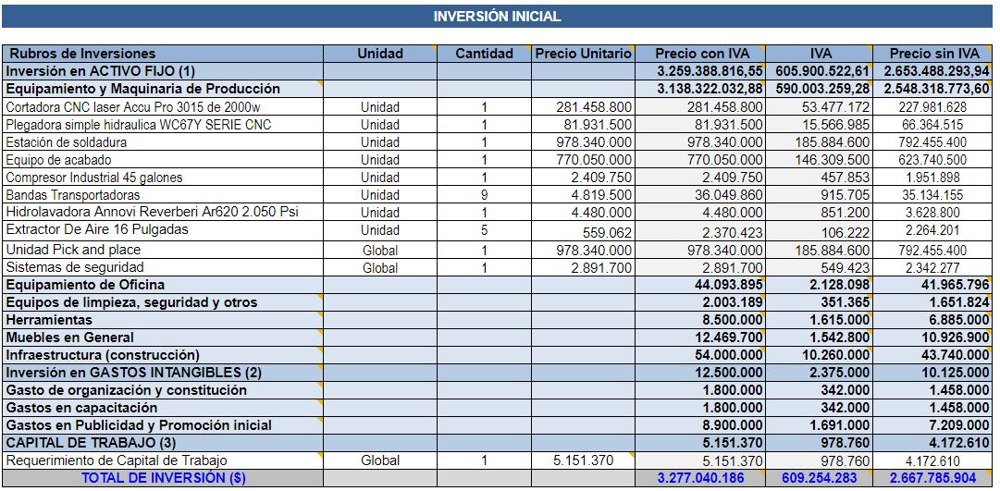 INVERSIÓN INICIAL
Rubros de Inversiones Unidad Cantidad Precio Unitario Precio con IVA IVA Precio sin IVA
Inversión en ACTIVO FIJO (1) 3.259.388.816,55 605.900.522,61 2.653.488.293,94
Equipamiento y Maquinaria de Producción 3.138.322.032,88 590.003.259,28 2.548.318.773,60
Cortadora CNC laser Accu Pro 3015 de 2000w Unidad 1 281.458.800 281.458.800 53.477.172 227.981.628
Plegadora simple hidraulica WC67Y SERIE CNC Unidad 1 81.931.500 81.931.500 15.566.985 66.364.515
Estación de soldadura Unidad 1 978.340.000 978.340.000 185.884.600 792.455.400
Equipo de acabado Unidad 1 770.050.000 770.050.000 146.309.500 623.740.500
Compresor Industrial 45 galones Unidad 1 2.409.750 2.409.750 457.853 1.951.898
Bandas Transportadoras Unidad 9 4.819.500 36.049.860 915.705 35.134.155
Hidrolavadora Annovi Reverberi Ar620 2.050 Psi Unidad 1 4.480.000 4.480.000 851.200 3.628.800
Extractor De Aire 16 Pulgadas Unidad 5 559.062 2.370.423 106.222 2.264.201
Unidad Pick and place Global 1 978.340.000 978.340.000 185.884.600 792.455.400
Sistemas de seguridad Global 1 2.891.700 2.891.700 549.423 2.342.277
Equipamiento de Oficina 44.093.895 2.128.098 41.965.796
Equipos de limpieza, seguridad y otros 2.003.189 351.365 1.651.824
Herramientas 8.500.000 1.615.000 6.885.000
Muebles en General 12.469.700 1.542.800 10.926.900
Infraestructura (construcción) 54.000.000 10.260.000 43.740.000
Inversión en GASTOS INTANGIBLES (2) 12.500.000 2.375.000 10.125.000
Gasto de organización y constitución 1.800.000 342.000 1.458.000
Gastos en capacitación 1.800.000 342.000 1.458.000
Gastos en Publicidad y Promoción inicial 8.900.000 1.691.000 7.209.000
CAPITAL DE TRABAJO (3) 5.151.370 978.760 4.172.610
Requerimiento de Capital de Trabajo Global 1 5.151.370 5.151.370 978.760 4.172.610
TOTAL DE INVERSIÓN ($) 3.277.040.186 609.254.283 2.667.785.904